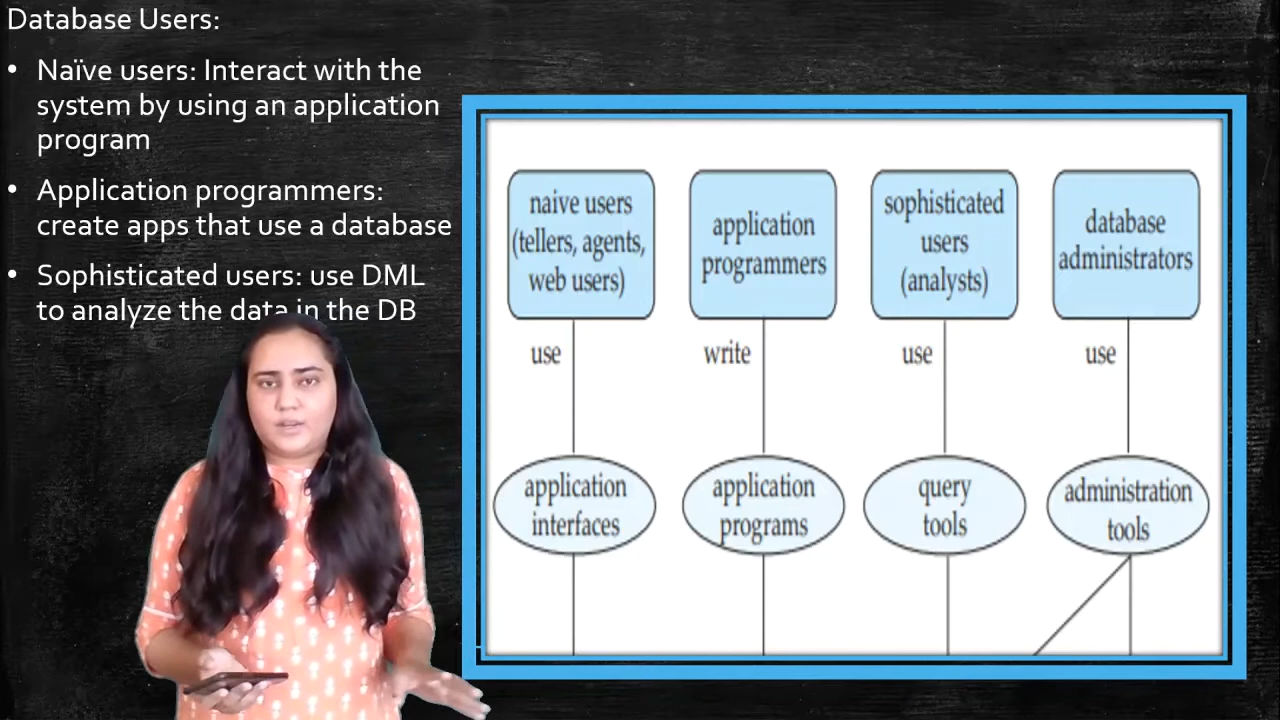 Database Users:
• Naïve users: Interact with the
system by using an application
program
• Application programmers:
create apps that use a database
• Sophisticated users: use DML
to analyze the data in the DB
naive users
(tellers, agents,
web users)
application
programmers
sophisticated
users
(analysts)
database
administrators
use
write
use
use
application
interfaces
application
programs
query
tools
administration
tools